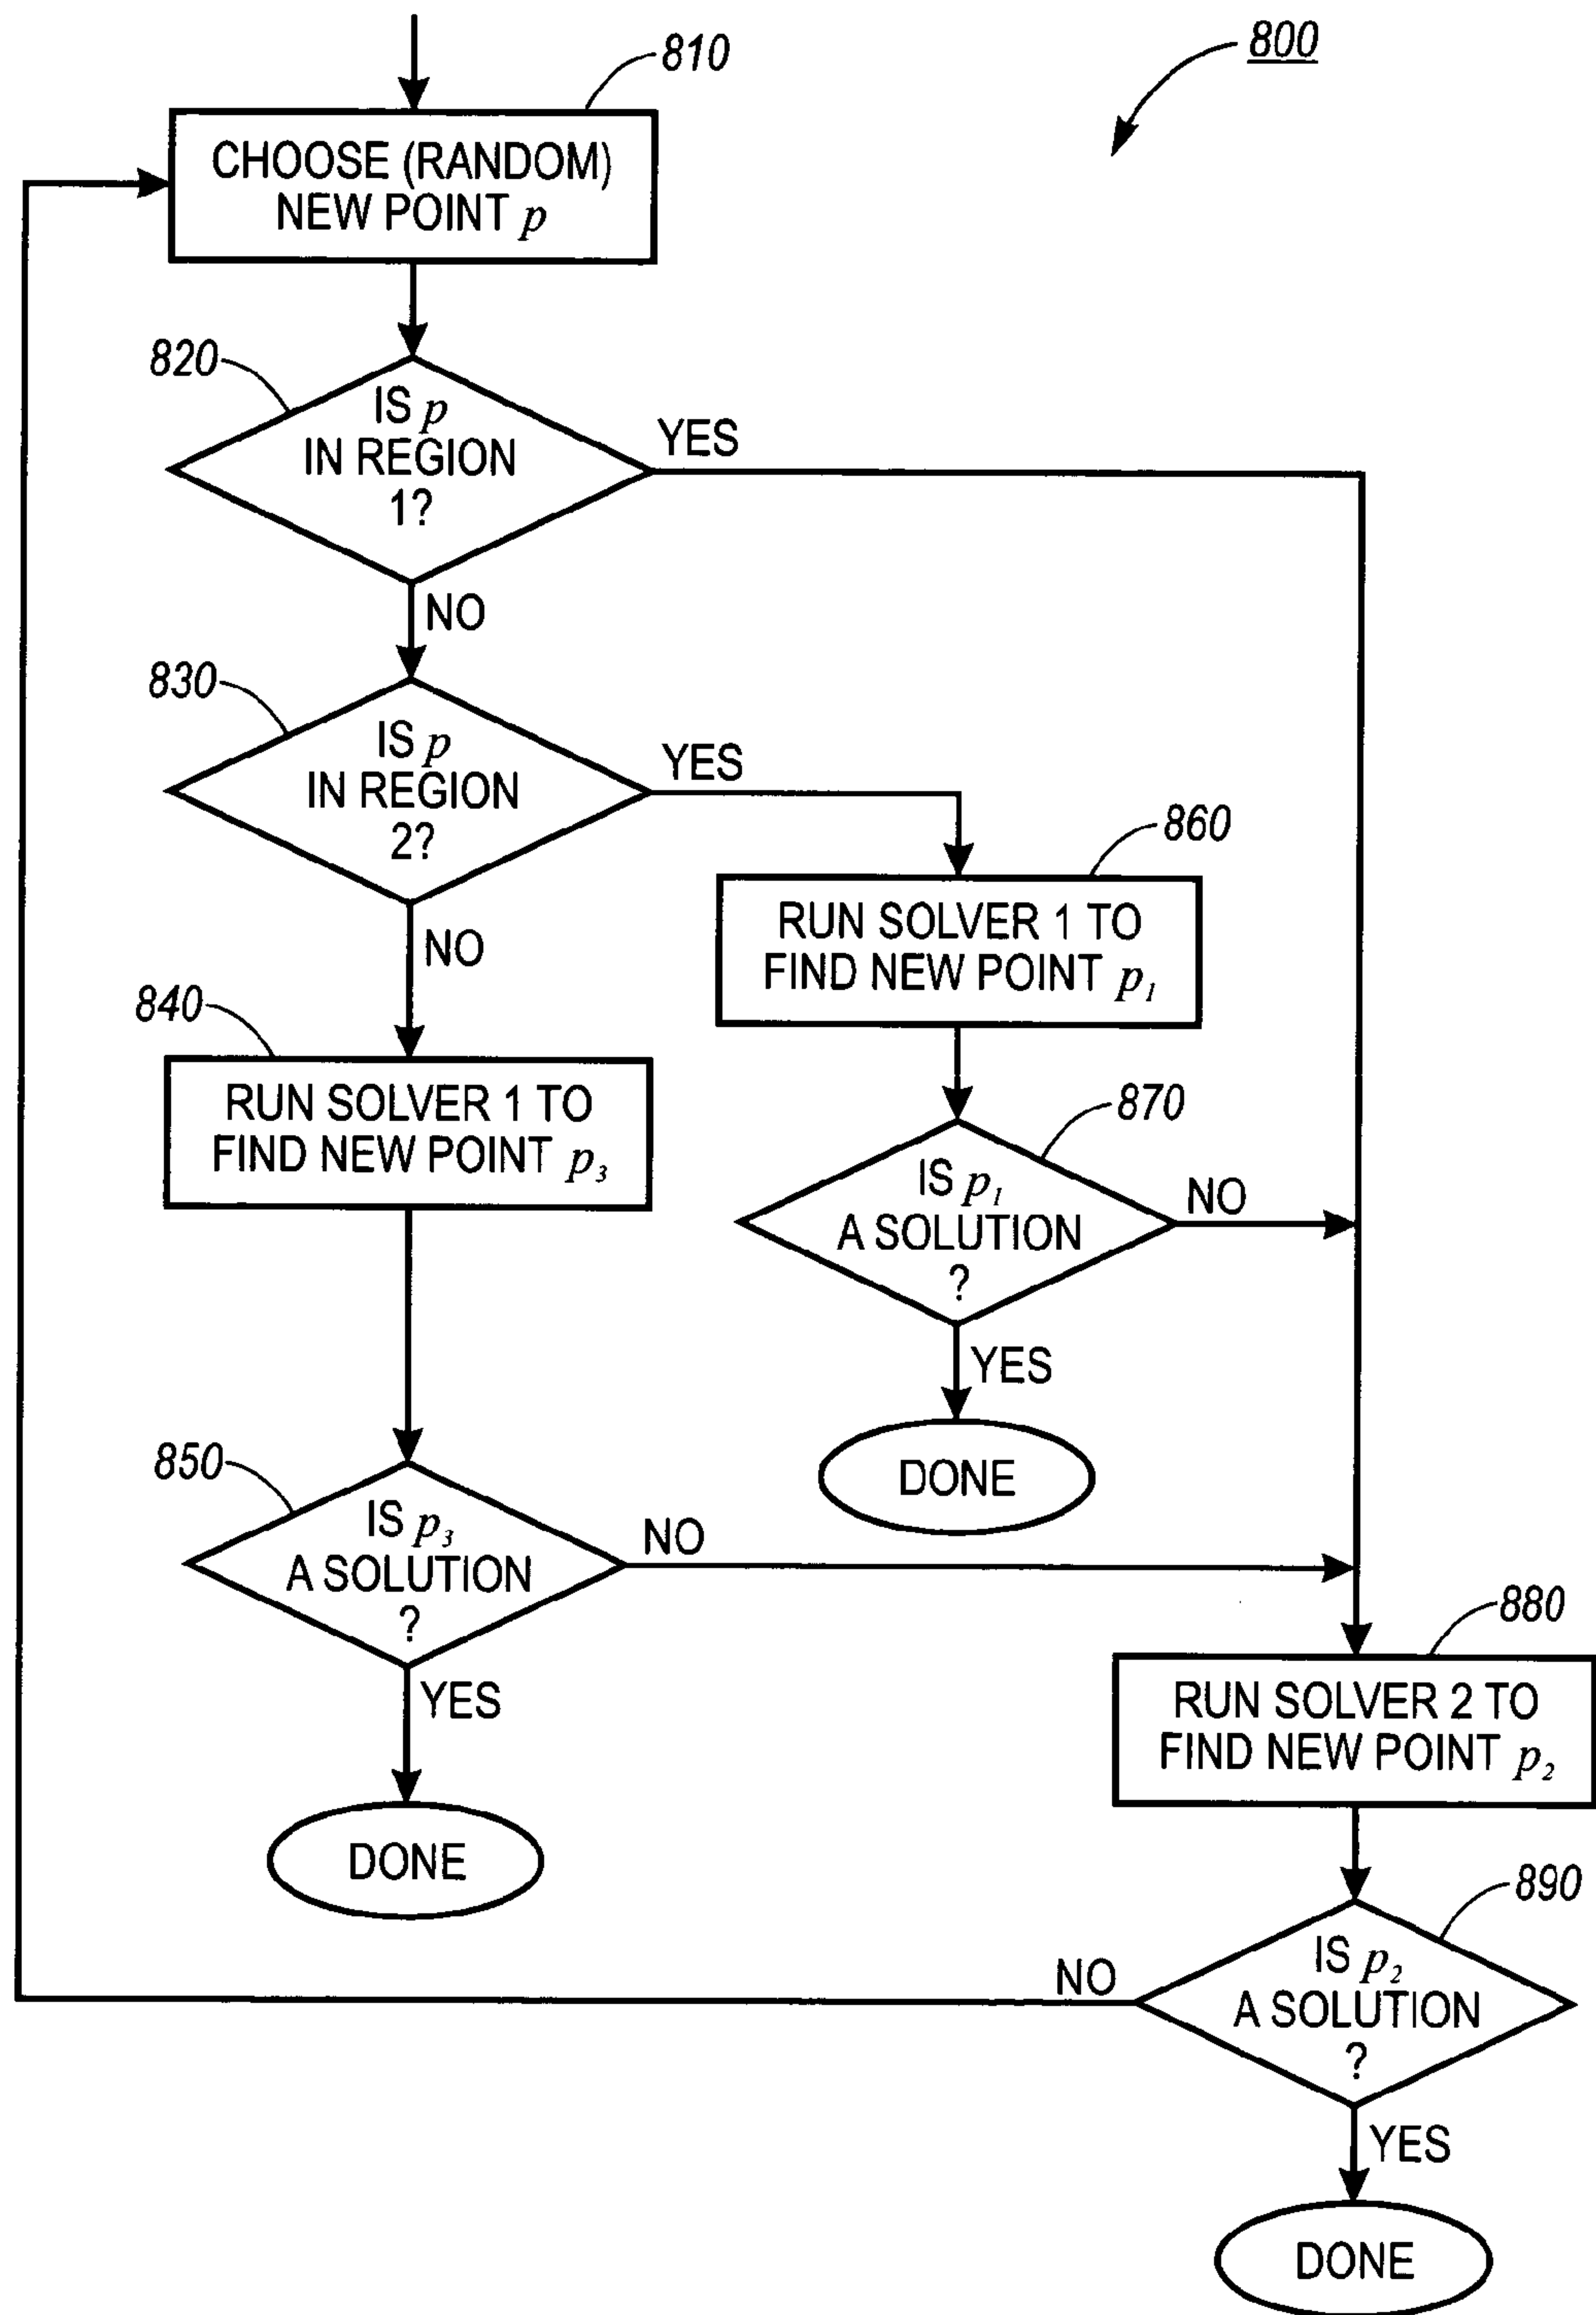 800
810
CHOOSE (RANDOM)
NEW POINT p
820
IS p
IN REGION
1?
YES
NO
830
IS p
IN REGION
2?
YES
NO
860
RUN SOLVER 1 TO
FIND NEW POINT p₁
840
RUN SOLVER 1 TO
FIND NEW POINT p₃
870
IS p₁
A SOLUTION
?
NO
YES
DONE
850
IS p₃
A SOLUTION
?
NO
YES
DONE
880
RUN SOLVER 2 TO
FIND NEW POINT p₂
890
IS p₂
A SOLUTION
?
NO
YES
DONE